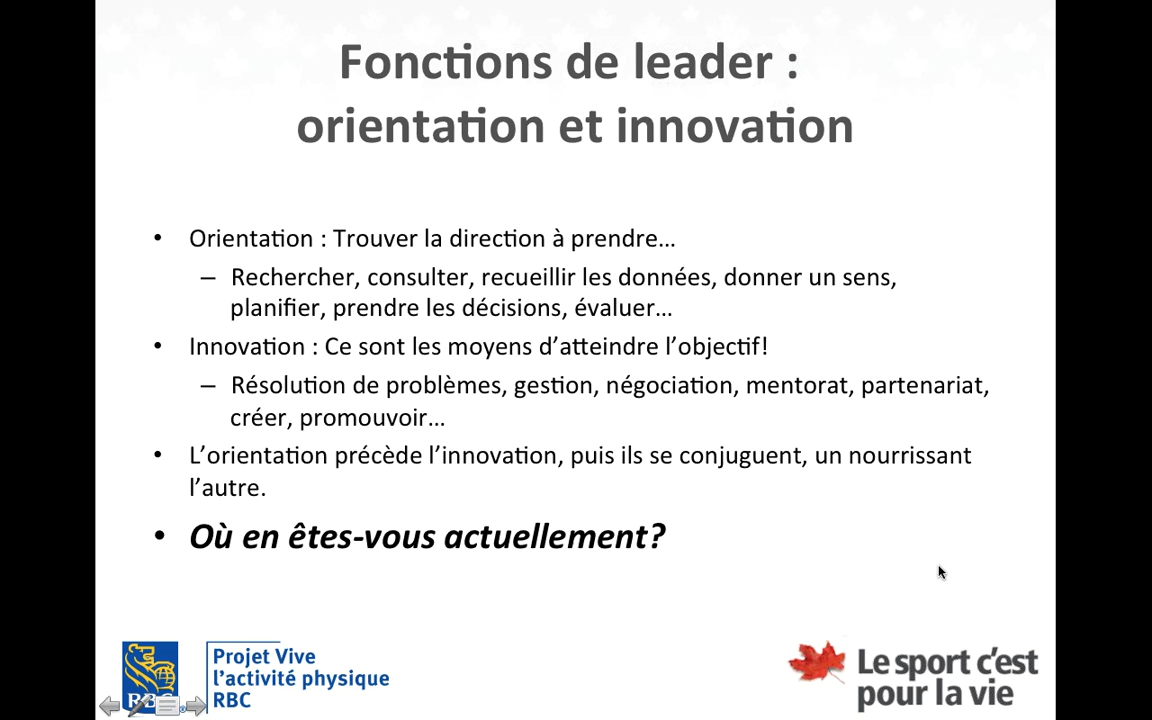 Fonctions de leader :
orientation et innovation
• Orientation : Trouver la direction à prendre…
– Rechercher, consulter, recueillir les données, donner un sens,
planifier, prendre les décisions, évaluer…
• Innovation : Ce sont les moyens d’atteindre l’objectif!
– Résolution de problèmes, gestion, négociation, mentorat, partenariat,
créer, promouvoir…
• L’orientation précède l’innovation, puis ils se conjuguent, un nourrissant
l’autre.
• Où en êtes-vous actuellement?
RBC
Projet Vive
l’activité physique
RBC
Le sport c’est
pour la vie